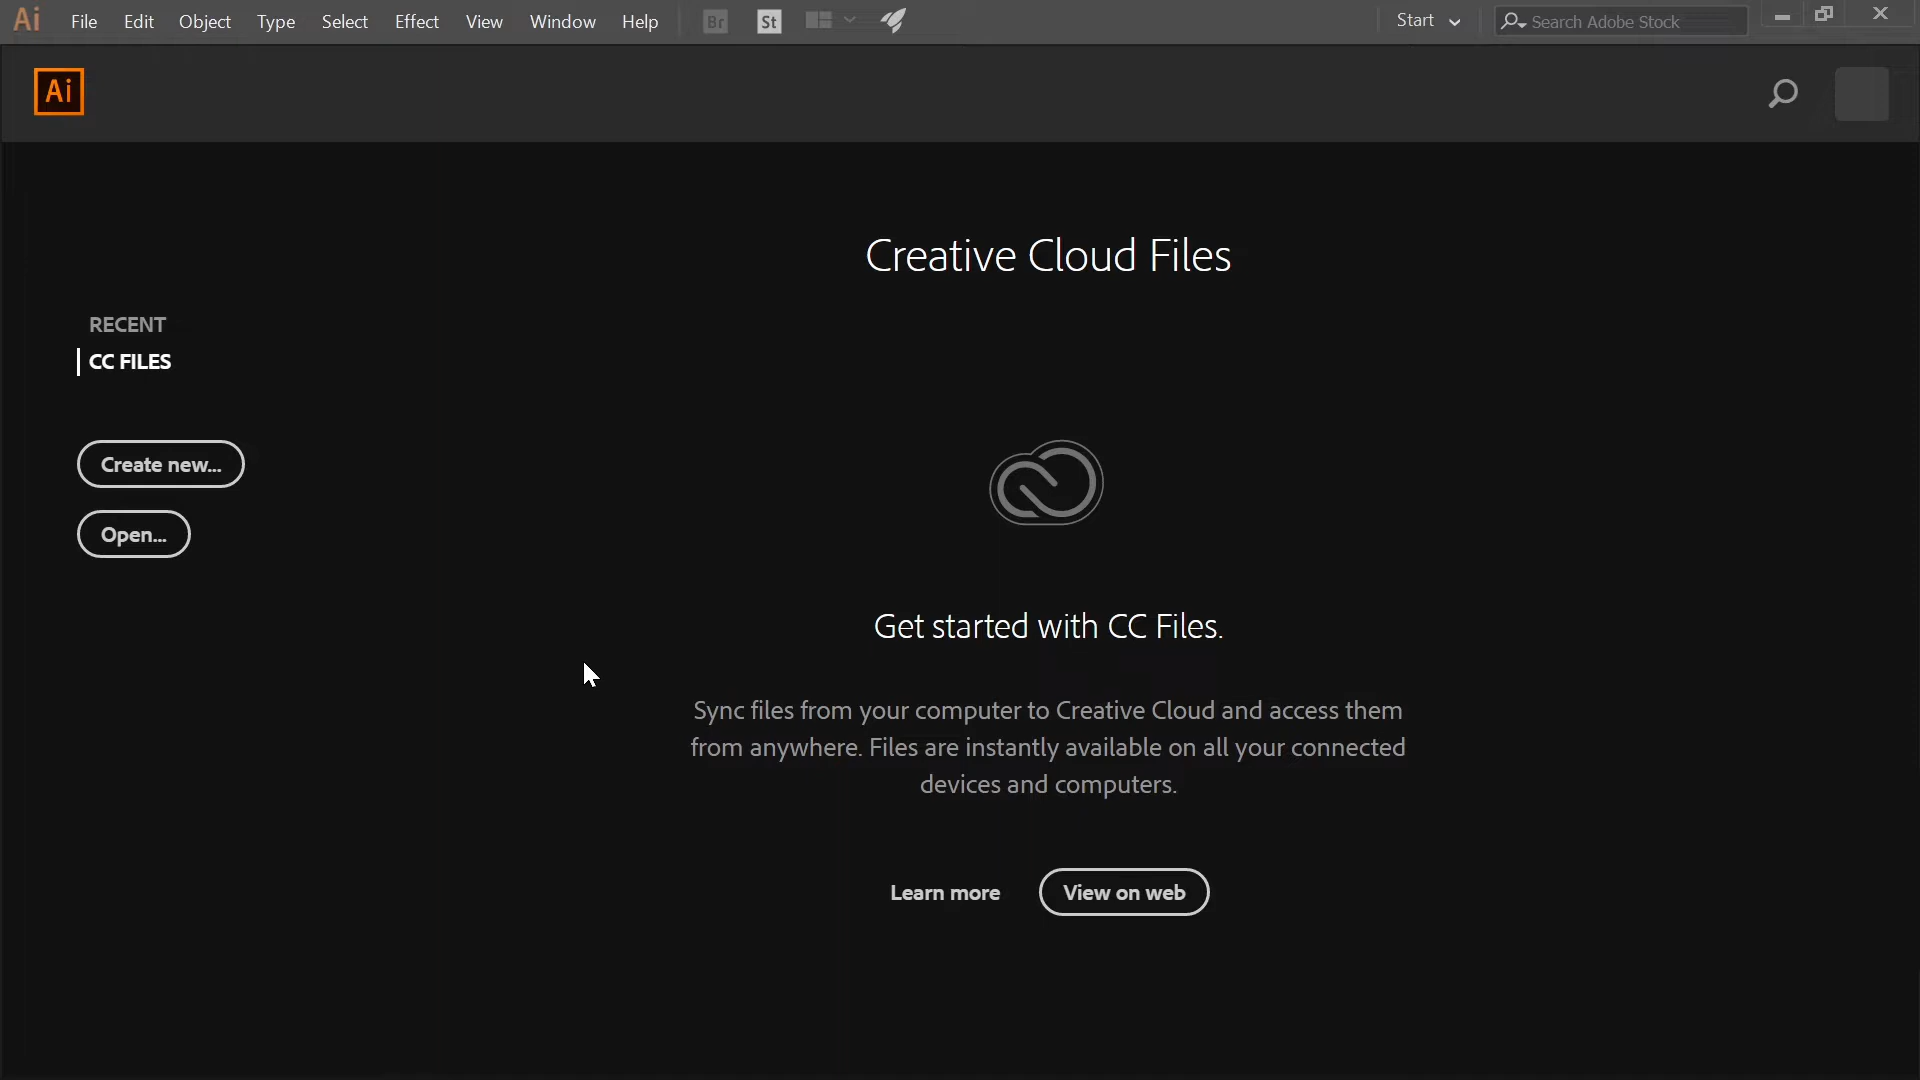 Ai File Edit Object Type Select Effect View Window Help Br St Start Search Adobe Stock
Ai
Creative Cloud Files
RECENT
CC FILES
Create new...
Open...
Get started with CC Files.
Sync files from your computer to Creative Cloud and access them
from anywhere. Files are instantly available on all your connected
devices and computers.
Learn more View on web